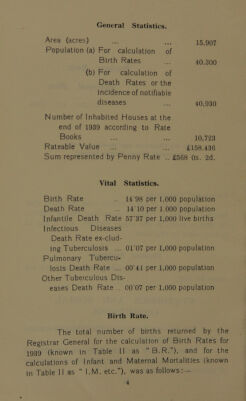 General Statistics.
Area (acres) ... ... 15,907
Population (a) For calculation of
Birth Rates ... 40,300
(b) For calculation of
Death Rates or the
incidence of notifiable
diseases ... 40,930
Number of Inhabited Houses at the
end of 1939 according to Rate
Books ... ... 10,723
Rateable Value ... ... £158,436
Sum represented by Penny Rate .. £568 0s. 2d.
Vital Statistics.
Birth Rate .. 14'98 per 1,000 population
Death Rate .. 14'10 per 1,000 population
Infantile Death Rate 57'37 per 1,000 live births
Infectious Diseases
Death Rate ex-clud-
ing Tuberculosis ... 01'07 per 1,000 population
Pulmonary Tubercu-
losis Death Rate ... 00'41 per 1,000 population
Other Tuberculous Dis-
eases Death Rate .. 00'07 per 1,000 population
Birth Rate.
The total number of births returned by the
Registrar General for the calculation of Birth Rates for
1939 (known in Table II as "B.R."), and for the
calculations of Infant and Maternal Mortalities (known
in Table II as "I.M. etc."), was as follows:—
4